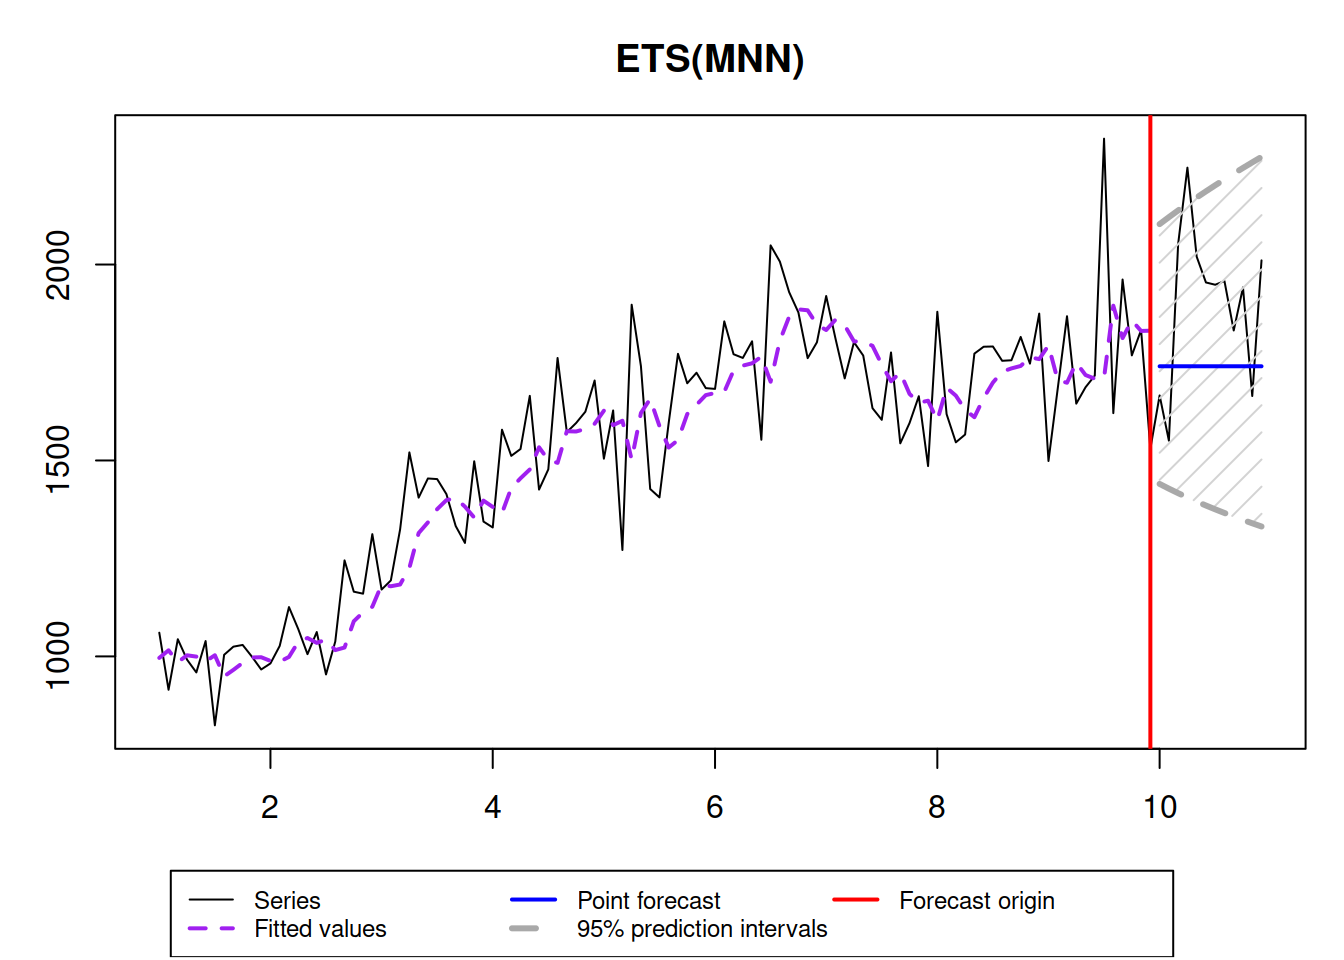 ETS(MNN)
2000
1500
1000
2 4 6 8 10
Series Point forecast Forecast origin
Fitted values 95% prediction intervals